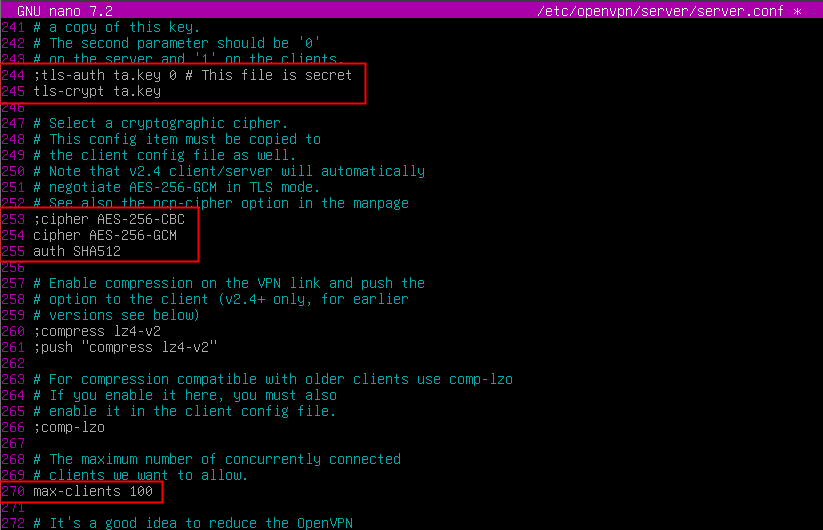 GNU nano 7.2 /etc/openvpn/server/server.conf *
241 # a copy of this key.
242 # The second parameter should be '0'
243 # on the server and '1' on the clients.
244 ;tls-auth ta.key 0 # This file is secret
245 tls-crypt ta.key
246
247 # Select a cryptographic cipher.
248 # This config item must be copied to
249 # the client config file as well.
250 # Note that v2.4 client/server will automatically
251 # negotiate AES-256-GCM in TLS mode.
252 # See also the ncp-cipher option in the manpage
253 ;cipher AES-256-CBC
254 cipher AES-256-GCM
255 auth SHA512
256
257 # Enable compression on the VPN link and push the
258 # option to the client (v2.4+ only, for earlier
259 # versions see below)
260 ;compress lz4-v2
261 ;push "compress lz4-v2"
262
263 # For compression compatible with older clients use comp-lzo
264 # If you enable it here, you must also
265 # enable it in the client config file.
266 ;comp-lzo
267
268 # The maximum number of concurrently connected
269 # clients we want to allow.
270 max-clients 100
271
272 # It's a good idea to reduce the OpenVPN